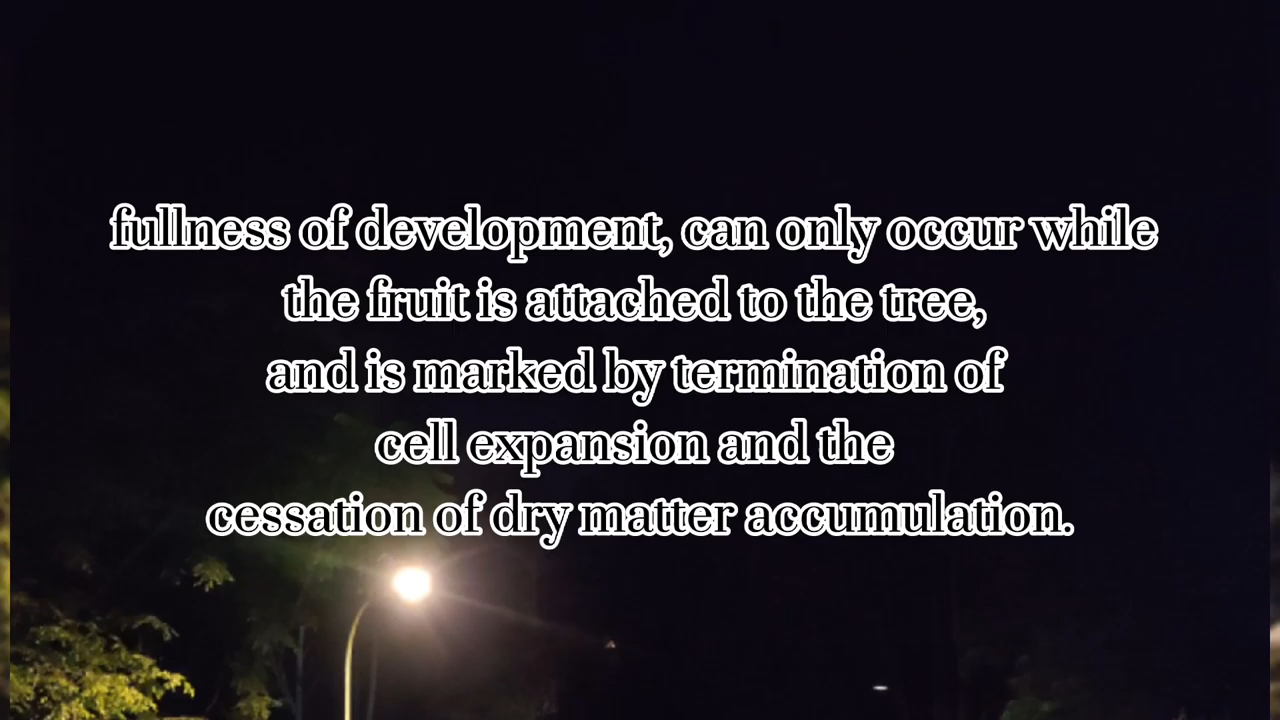 fullness of development, can only occur while
the fruit is attached to the tree,
and is marked by termination of
cell expansion and the
cessation of dry matter accumulation.